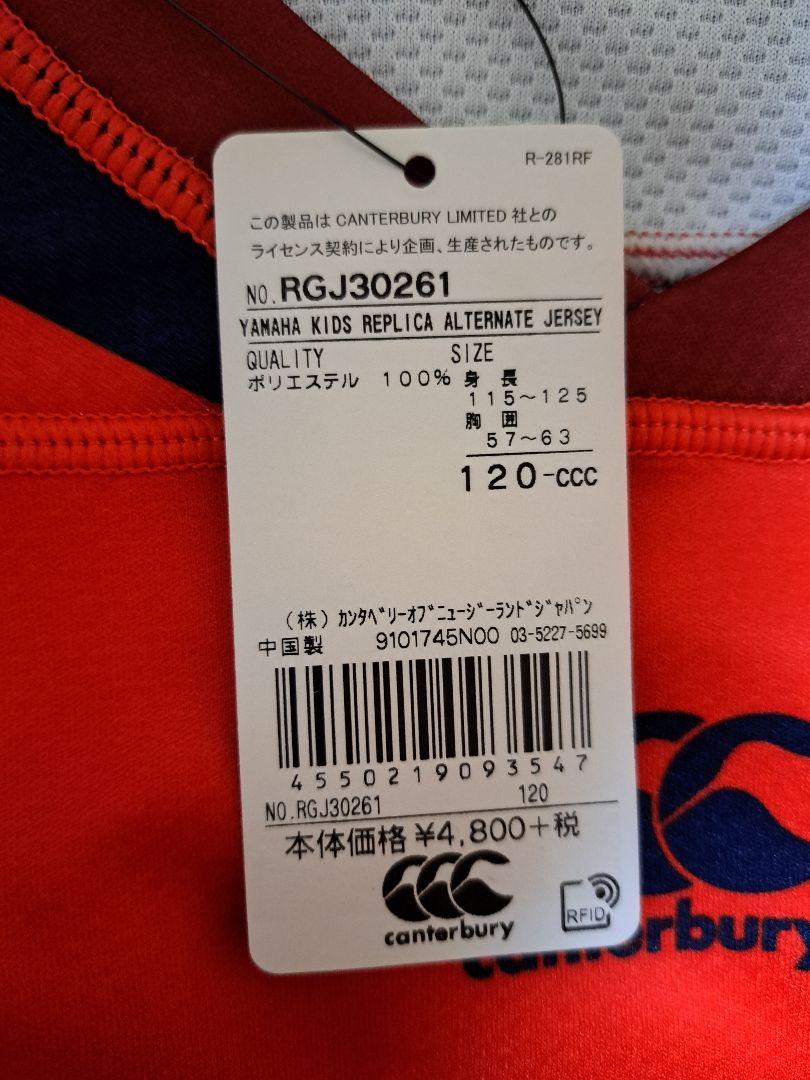 R-281RF
この製品は CANTERBURY LIMITED 社との
ライセンス契約により企画、生産されたものです。
NO. RGJ30261
YAMAHA KIDS REPLICA ALTERNATE JERSEY
QUALITY SIZE
ポリエステル 100% 身長
115~125
胸囲
57~63
120-CCC
(株) ｶﾝﾀﾍﾞﾘｰｵﾌﾞﾆｭｰｼﾞｰﾗﾝﾄﾞｼﾞｬﾊﾟﾝ
中国製 9101745N00 03-5227-5699
4550219093547
NO.RGJ30261 120
本体価格 ¥4,800+税
canterbury
RFID
canterbury